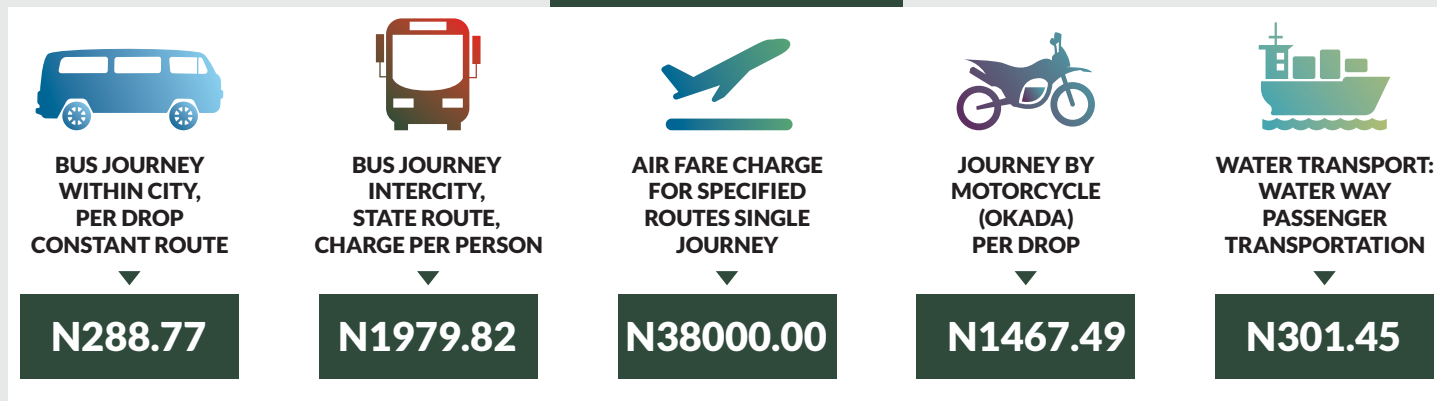 BUS JOURNEY
WITHIN CITY,
PER DROP
CONSTANT ROUTE
N288.77
BUS JOURNEY
INTERCITY,
STATE ROUTE,
CHARGE PER PERSON
N1979.82
AIR FARE CHARGE
FOR SPECIFIED
ROUTES SINGLE
JOURNEY
N38000.00
JOURNEY BY
MOTORCYCLE
(OKADA)
PER DROP
N1467.49
WATER TRANSPORT:
WATER WAY
PASSENGER
TRANSPORTATION
N301.45